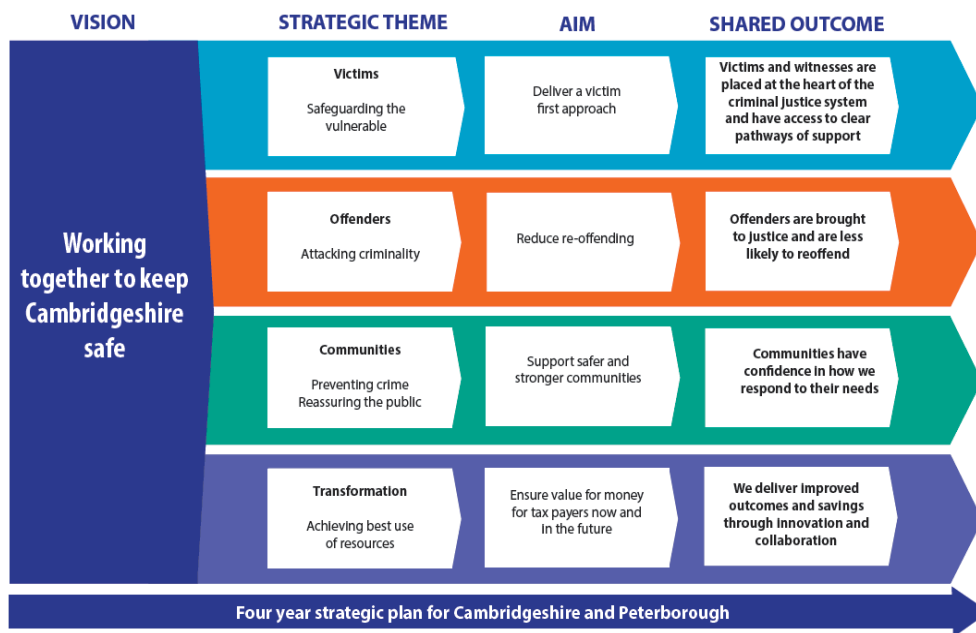 VISION
STRATEGIC THEME
AIM
SHARED OUTCOME
Working
together to keep
Cambridgeshire
safe
Victims
Safeguarding the
vulnerable
Deliver a victim
first approach
Victims and witnesses are
placed at the heart of the
criminal justice system
and have access to clear
pathways of support
Offenders
Attacking criminality
Reduce re-offending
Offenders are brought
to justice and are less
likely to reoffend
Communities
Preventing crime
Reassuring the public
Support safer and
stronger communities
Communities have
confidence in how we
respond to their needs
Transformation
Achieving best use
of resources
Ensure value for money
for tax payers now and
in the future
We deliver improved
outcomes and savings
through innovation and
collaboration
Four year strategic plan for Cambridgeshire and Peterborough